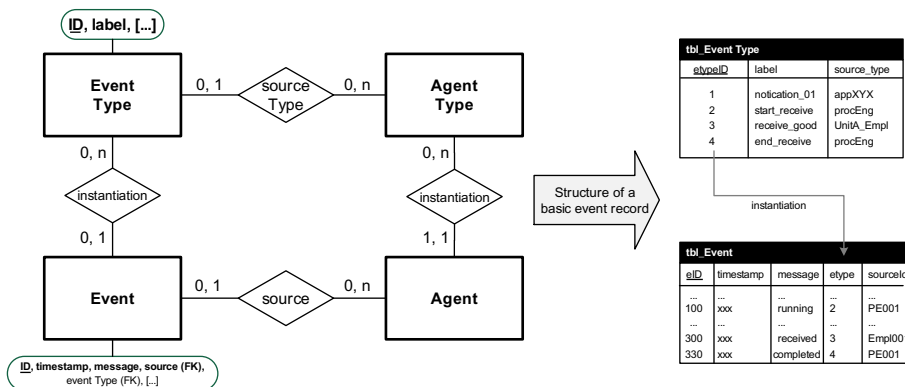 ID, label, [...]
Event Type
0, 1
source Type
0, n
Agent Type
0, n
0, n
instantiation
instantiation
0, 1
1, 1
Event
0, 1
source
0, n
Agent
ID, timestamp, message, source (FK),
event Type (FK), [...]
Structure of a
basic event record
tbl_Event Type
etypeID label source_type
1 notication_01 appXYX
2 start_receive procEng
3 receive_good UnitA_Empl
4 end_receive procEng
instantiation
tbl_Event
eID timestamp message etype sourceId
... ... ... ... ...
100 xxx running 2 PE001
... ... ... ...
300 xxx received 3 Empl001
330 xxx completed 4 PE001